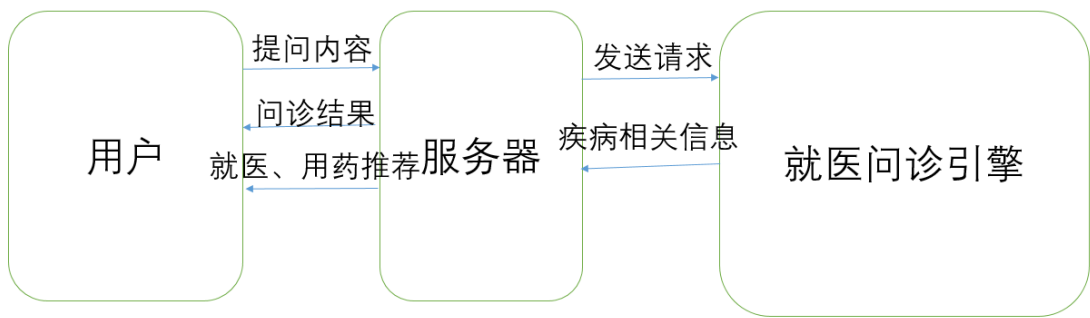 提问内容
发送请求
问诊结果
疾病相关信息
用户
就医、用药推荐
服务器
就医问诊引擎